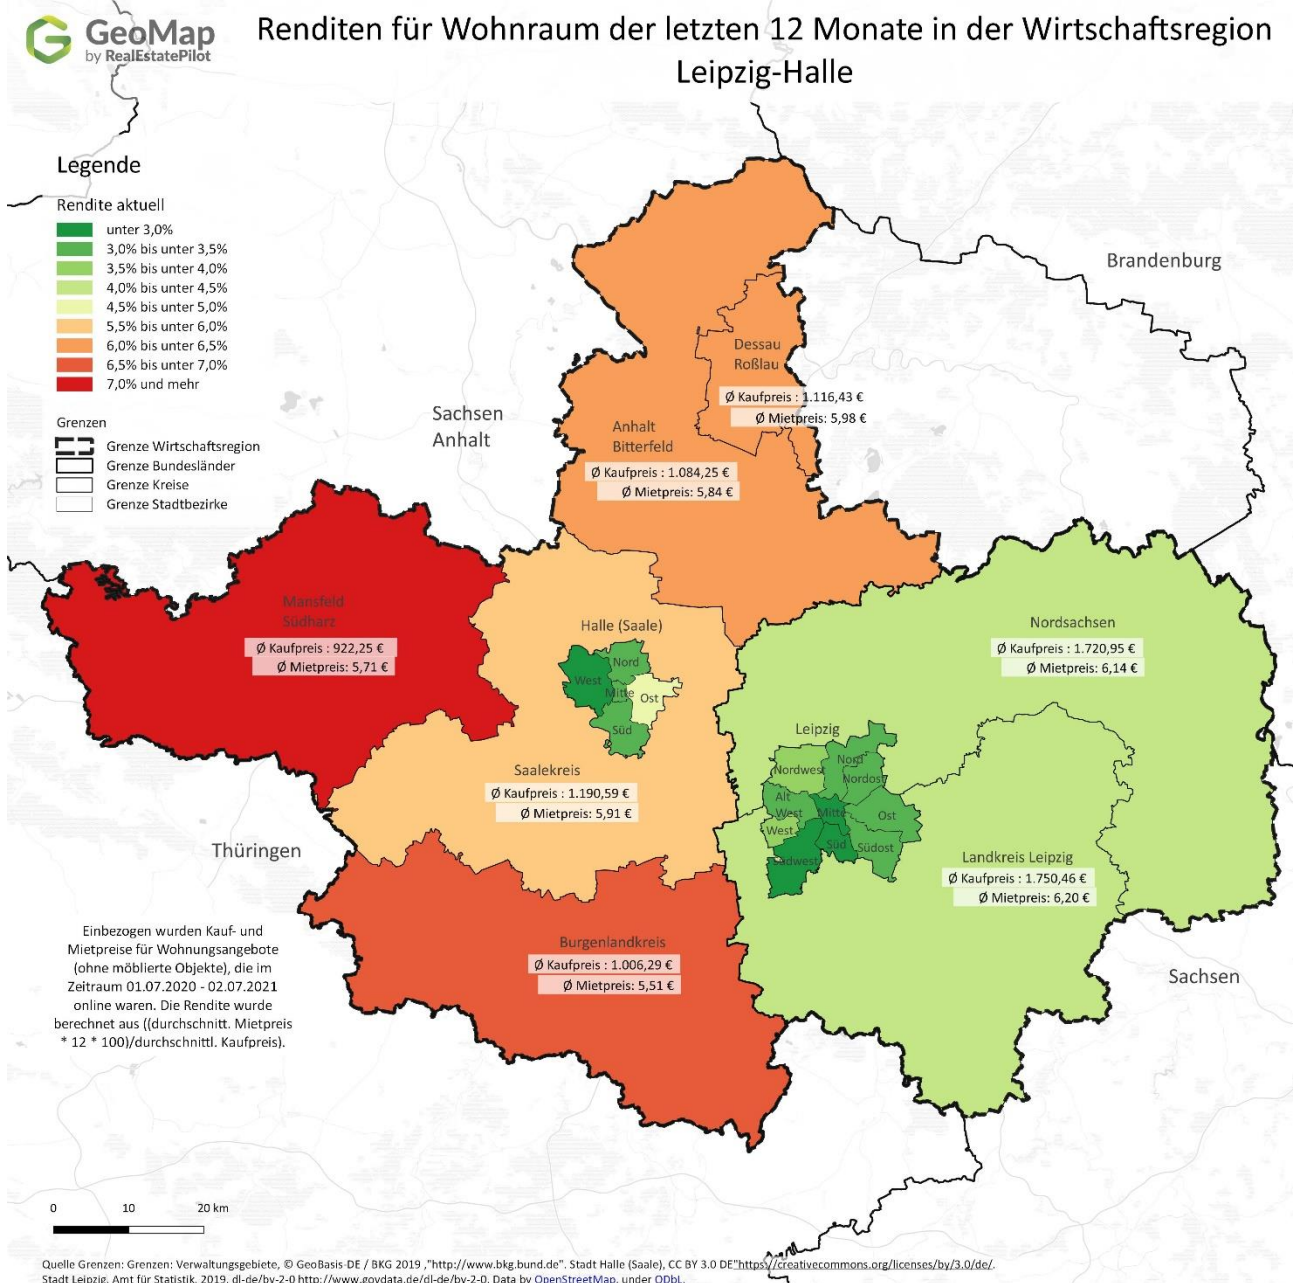 GeoMap
by RealEstatePilot
Renditen für Wohnraum der letzten 12 Monate in der Wirtschaftsregion
Leipzig-Halle
Legende
Rendite aktuell
unter 3,0%
3,0% bis unter 3,5%
3,5% bis unter 4,0%
4,0% bis unter 4,5%
4,5% bis unter 5,0%
5,5% bis unter 6,0%
6,0% bis unter 6,5%
6,5% bis unter 7,0%
7,0% und mehr
Grenzen
Grenze Wirtschaftsregion
Grenze Bundesländer
Grenze Kreise
Grenze Stadtbezirke
Brandenburg
Dessau
Roßlau
Ø Kaufpreis : 1.116,43 €
Ø Mietpreis: 5,98 €
Sachsen
Anhalt
Anhalt
Bitterfeld
Ø Kaufpreis : 1.084,25 €
Ø Mietpreis: 5,84 €
Mansfeld
Südharz
Ø Kaufpreis : 922,25 €
Ø Mietpreis: 5,71 €
Halle (Saale)
Nord
West
Mitte
Ost
Süd
Nordsachsen
Ø Kaufpreis : 1.720,95 €
Ø Mietpreis: 6,14 €
Saalekreis
Ø Kaufpreis : 1.190,59 €
Ø Mietpreis: 5,91 €
Leipzig
Nord
Nordwest
Nordost
Alt
West
Mitte
Ost
West
Süd
Südost
Südwest
Thüringen
Landkreis Leipzig
Ø Kaufpreis : 1.750,46 €
Ø Mietpreis: 6,20 €
Burgenlandkreis
Ø Kaufpreis : 1.006,29 €
Ø Mietpreis: 5,51 €
Sachsen
Einbezogen wurden Kauf- und
Mietpreise für Wohnungsangebote
(ohne möblierte Objekte), die im
Zeitraum 01.07.2020 - 02.07.2021
online waren. Die Rendite wurde
berechnet aus ((durchschnitt. Mietpreis
* 12 * 100)/durchschnittl. Kaufpreis).
0 10 20 km
Quelle Grenzen: Grenzen: Verwaltungsgebiete, © GeoBasis-DE / BKG 2019 ,"http://www.bkg.bund.de". Stadt Halle (Saale), CC BY 3.0 DE"https://creativecommons.org/licenses/by/3.0/de/.
Stadt Leipzig, Amt für Statistik, 2019, dl-de/by-2-0 http://www.govdata.de/dl-de/by-2-0. Data by OpenStreetMap, under ODbL.